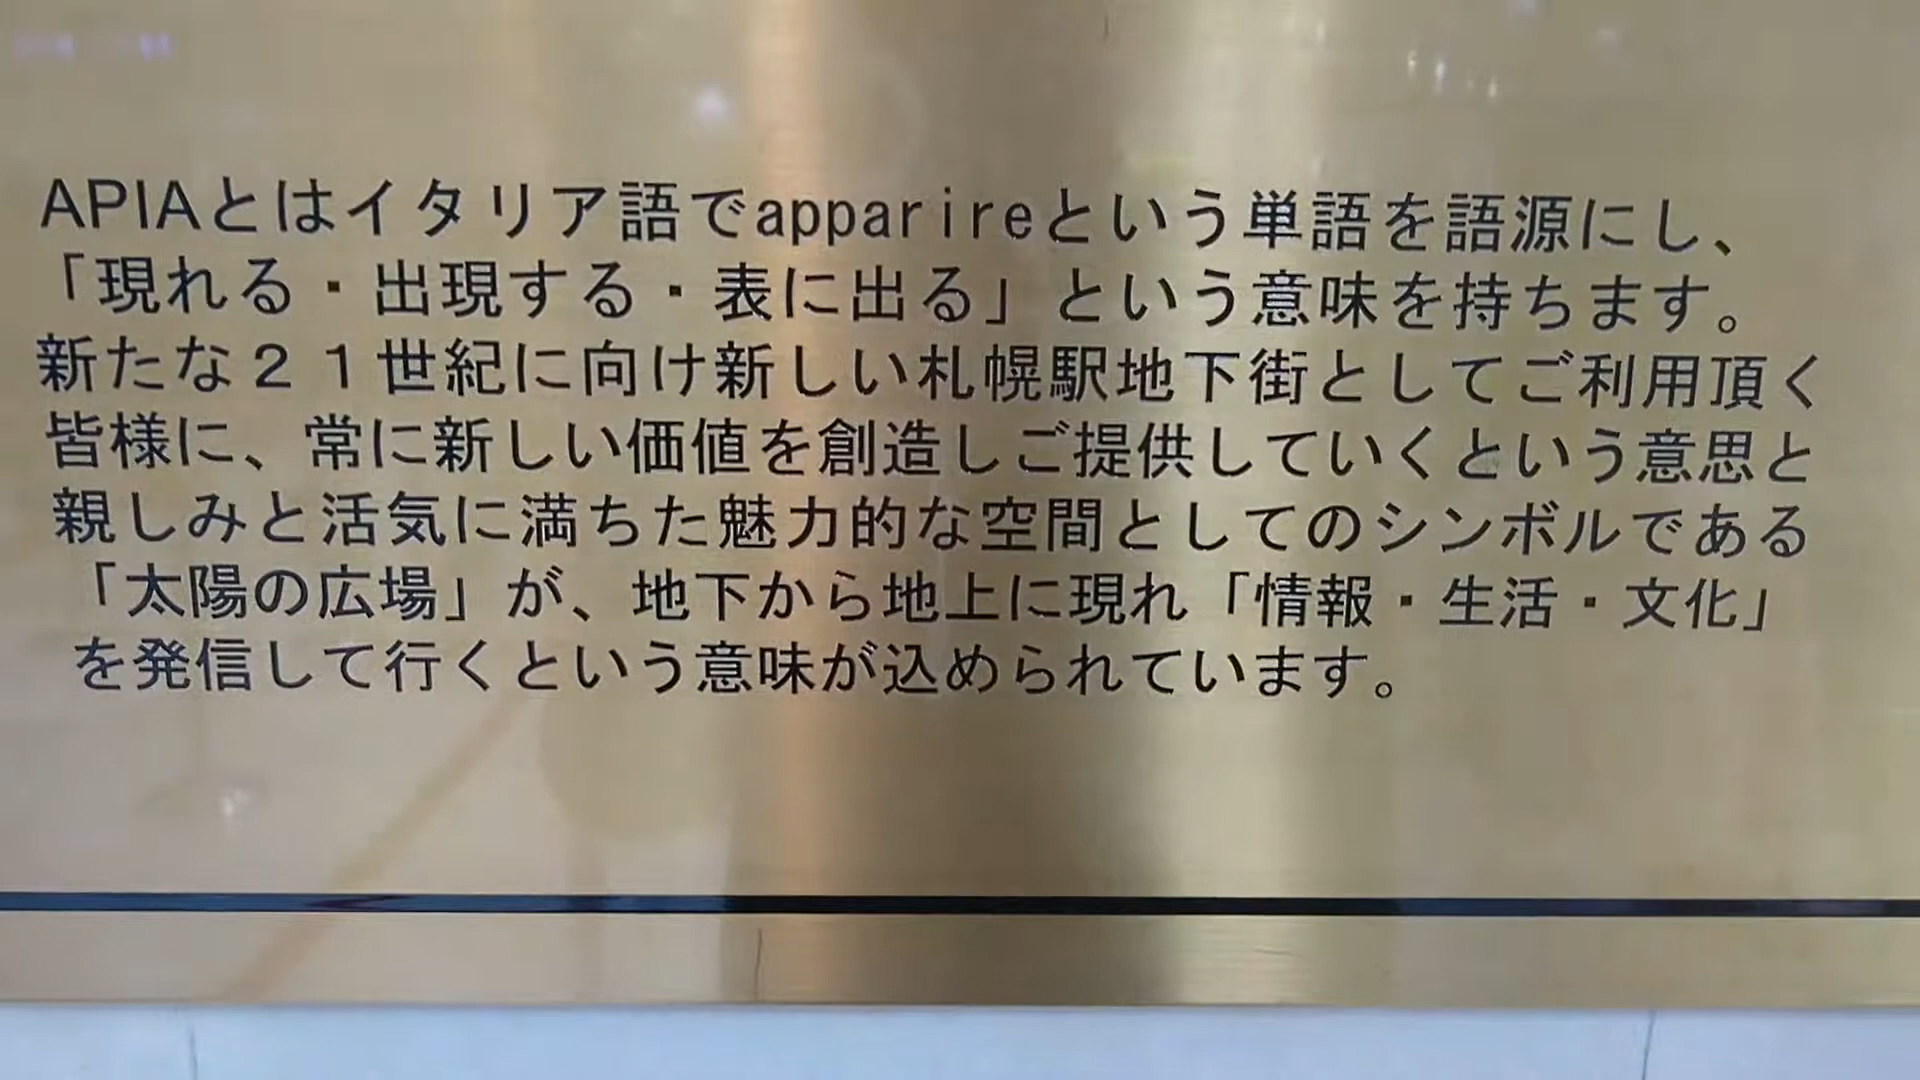 APIAとはイタリア語でapparireという単語を語源にし、
「現れる・出現する・表に出る」という意味を持ちます。
新たな２１世紀に向け新しい札幌駅地下街としてご利用頂く
皆様に、常に新しい価値を創造しご提供していくという意思と
親しみと活気に満ちた魅力的な空間としてのシンボルである
「太陽の広場」が、地下から地上に現れ「情報・生活・文化」
を発信して行くという意味が込められています。